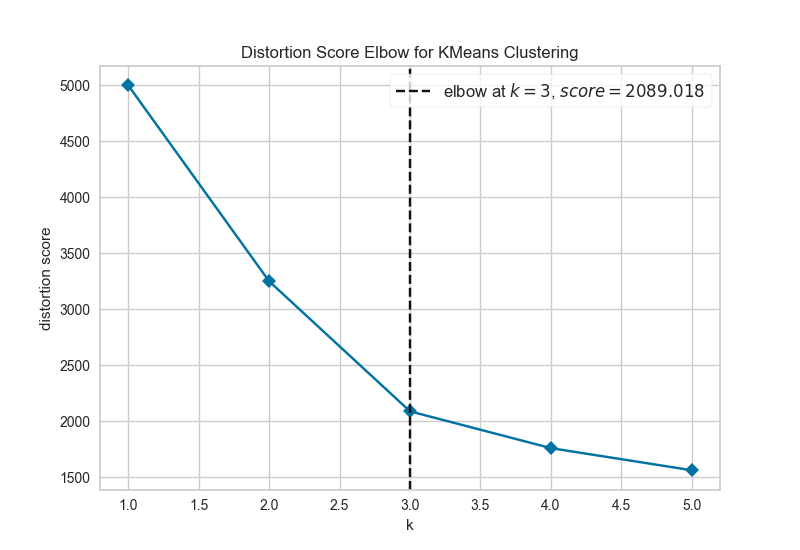 Distortion Score Elbow for KMeans Clustering
elbow at k = 3, score = 2089.018
5000
4500
4000
3500
3000
2500
2000
1500
distortion score
1.0 1.5 2.0 2.5 3.0 3.5 4.0 4.5 5.0
k